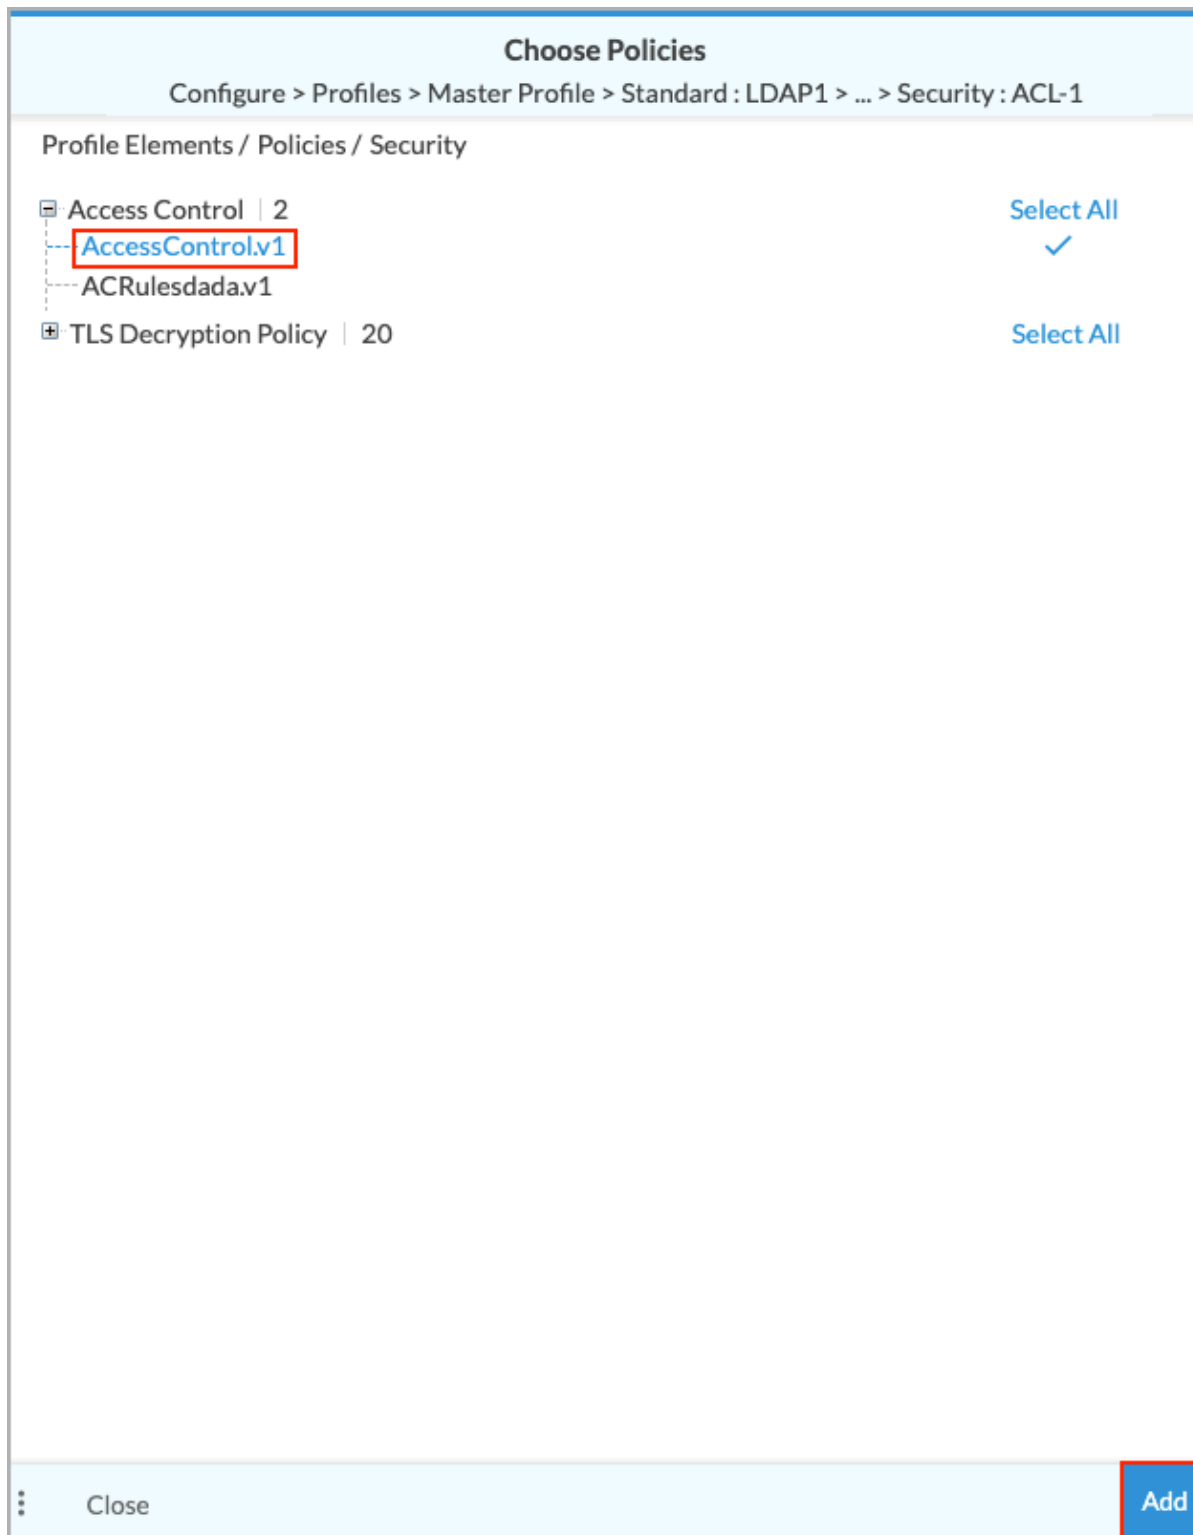 Choose Policies
Configure > Profiles > Master Profile > Standard : LDAP1 > ... > Security : ACL-1
Profile Elements / Policies / Security
Access Control | 2 Select All
AccessControl.v1
ACRulesdada.v1
TLS Decryption Policy | 20 Select All
Close Add